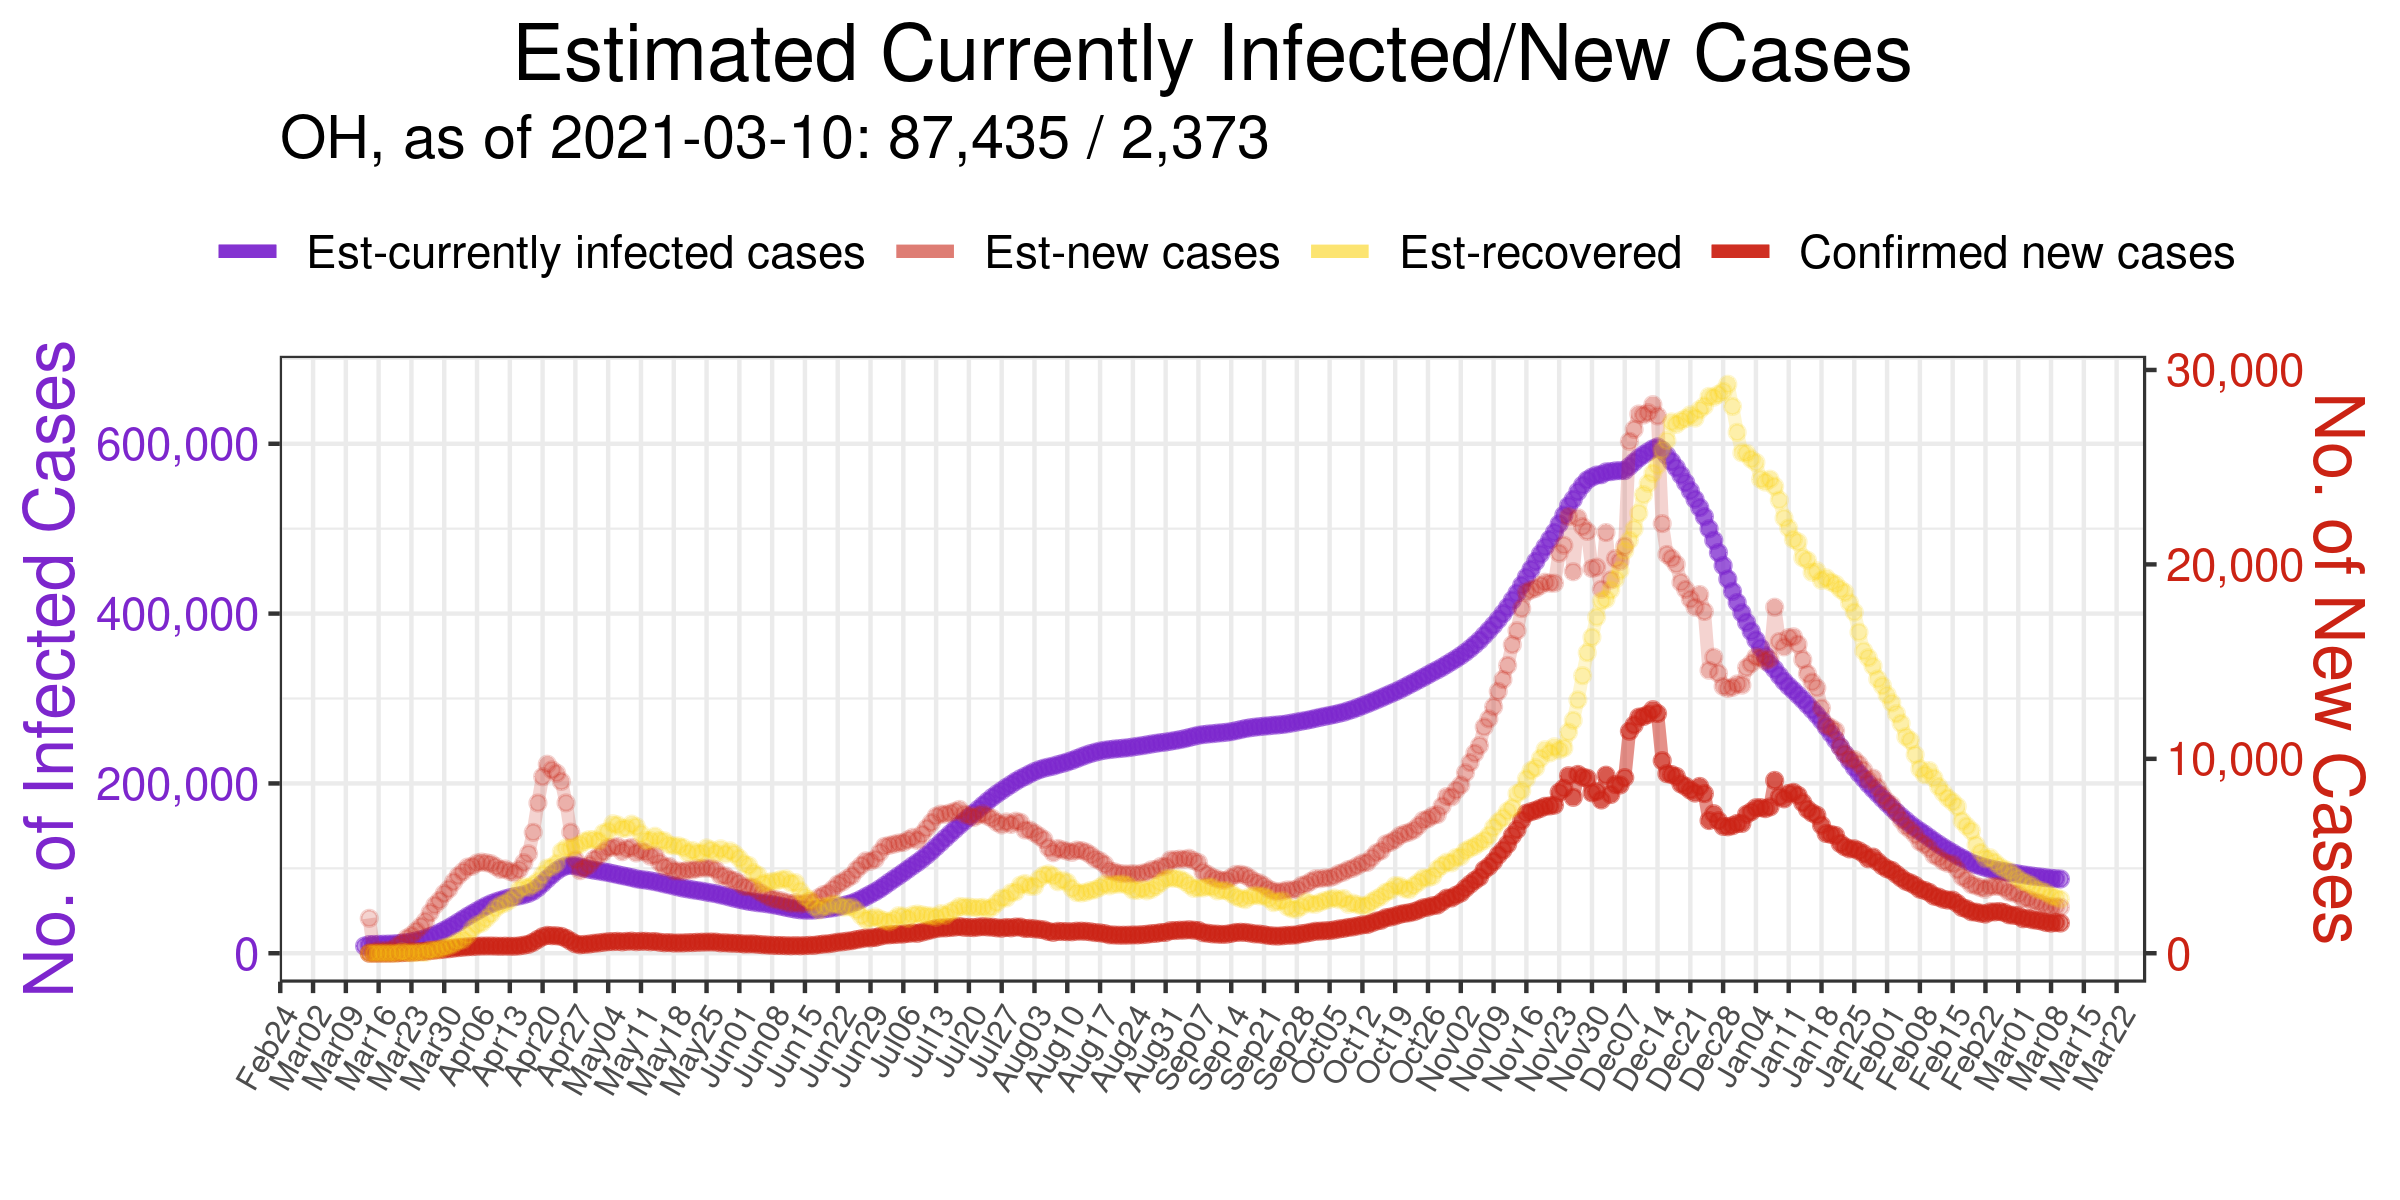 Estimated Currently Infected/New Cases
OH, as of 2021-03-10: 87,435 / 2,373
Est-currently infected cases
Est-new cases
Est-recovered
Confirmed new cases
No. of Infected Cases
600,000
400,000
200,000
0
30,000
20,000
10,000
0
No. of New Cases
Feb24
Mar02
Mar09
Mar16
Mar23
Mar30
Apr06
Apr13
Apr20
Apr27
May04
May11
May18
May25
Jun01
Jun08
Jun15
Jun22
Jun29
Jul06
Jul13
Jul20
Jul27
Aug03
Aug10
Aug17
Aug24
Aug31
Sep07
Sep14
Sep21
Sep28
Oct05
Oct12
Oct19
Oct26
Nov02
Nov09
Nov16
Nov23
Nov30
Dec07
Dec14
Dec21
Dec28
Jan04
Jan11
Jan18
Jan25
Feb01
Feb08
Feb15
Feb22
Mar01
Mar08
Mar15
Mar22